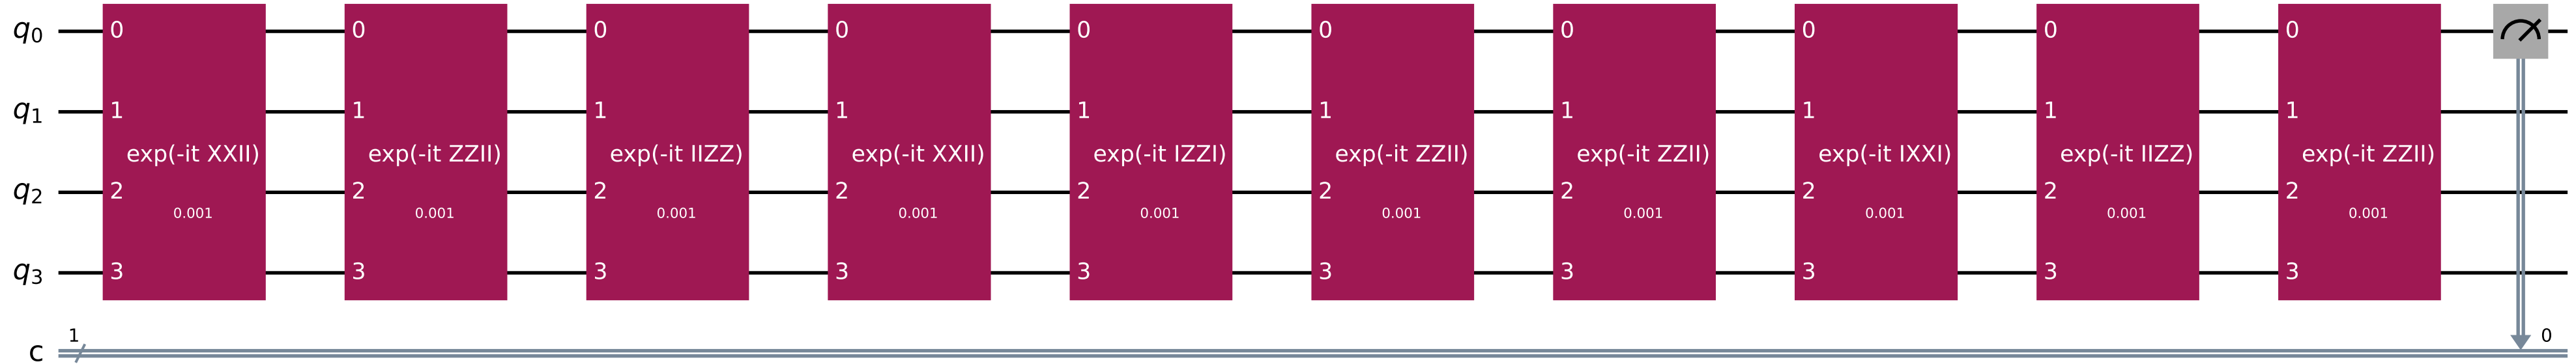 q0 0 0 0 0 0 0 0 0 0 0
q1 1 1 1 1 1 1 1 1 1 1
exp(-it XXII) exp(-it ZZII) exp(-it IIZZ) exp(-it XXII) exp(-it IZZI) exp(-it ZZII) exp(-it ZZII) exp(-it IXXI) exp(-it IIZZ) exp(-it ZZII)
q2 2 2 2 2 2 2 2 2 2 2
0.001 0.001 0.001 0.001 0.001 0.001 0.001 0.001 0.001 0.001
q3 3 3 3 3 3 3 3 3 3 3
1 0
c